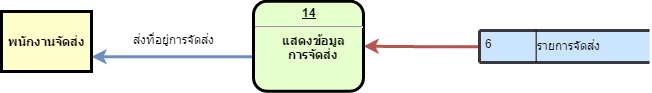 พนักงานจัดส่ง
ส่งที่อยู่การจัดส่ง
14
แสดงข้อมูล
การจัดส่ง
6
รายการจัดส่ง